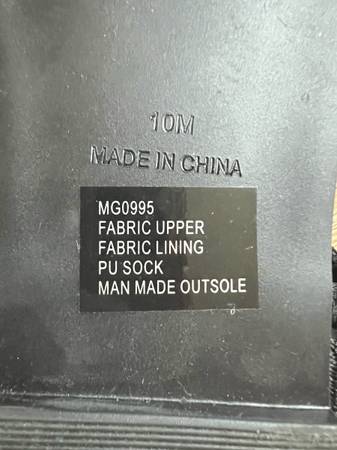 10M
MADE IN CHINA
MG0995
FABRIC UPPER
FABRIC LINING
PU SOCK
MAN MADE OUTSOLE